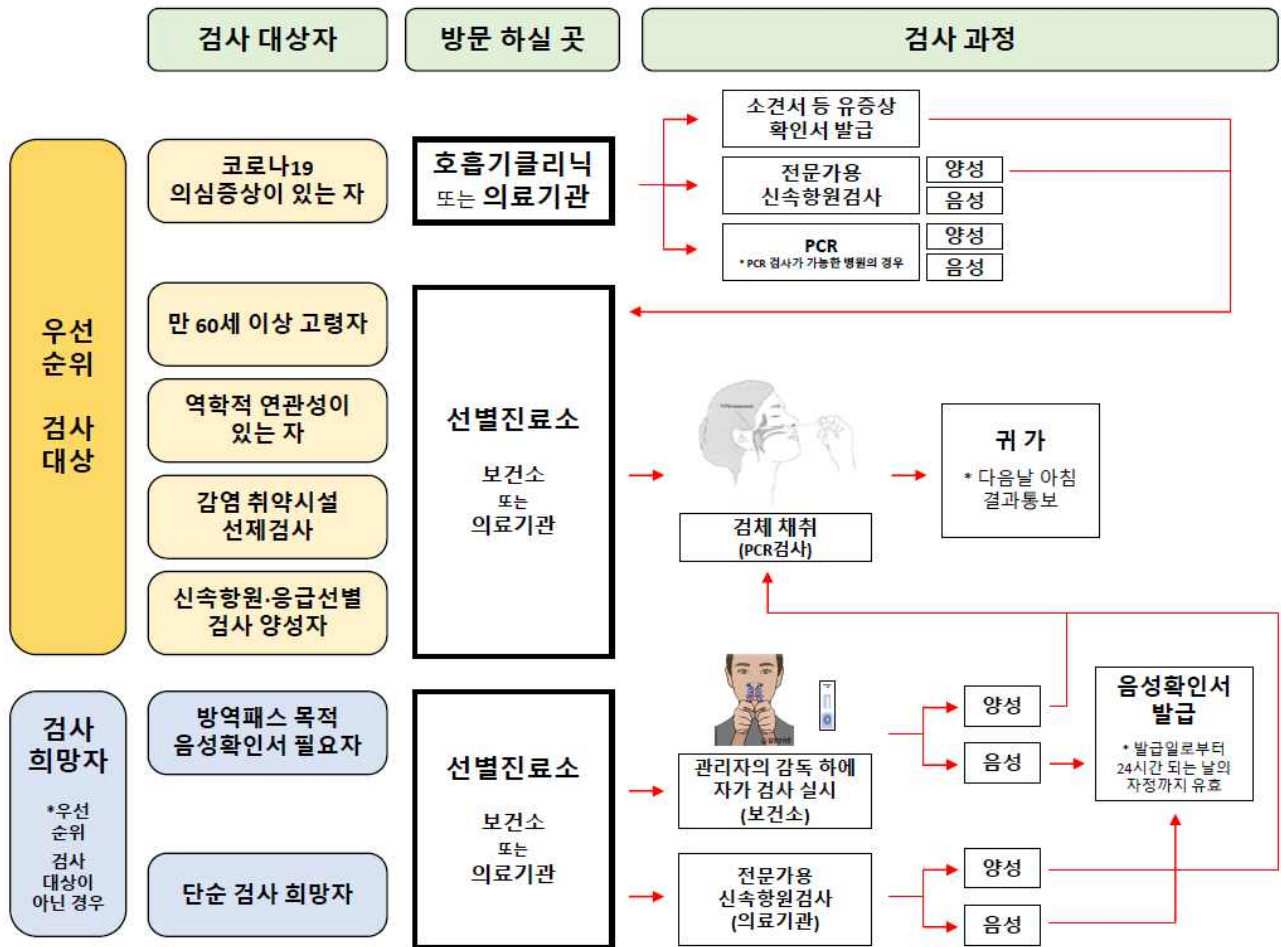 검사 대상자
방문 하실 곳
검사 과정
우선
순위
검사
대상
코로나19
의심증상이 있는 자
호흡기클리닉
또는 의료기관
소견서 등 유증상
확인서 발급
전문가용
신속항원검사
양성
음성
PCR
* PCR 검사가 가능한 병원의 경우
양성
음성
만 60세 이상 고령자
역학적 연관성이
있는 자
감염 취약시설
선제검사
신속항원·응급선별
검사 양성자
선별진료소
보건소
또는
의료기관
검체 채취
(PCR검사)
귀 가
* 다음날 아침
결과통보
검사
희망자
*우선
순위
검사
대상이
아닌 경우
방역패스 목적
음성확인서 필요자
단순 검사 희망자
선별진료소
보건소
또는
의료기관
관리자의 감독 하에
자가 검사 실시
(보건소)
양성
음성
전문가용
신속항원검사
(의료기관)
양성
음성
음성확인서
발급
* 발급일로부터
24시간 되는 날의
자정까지 유효